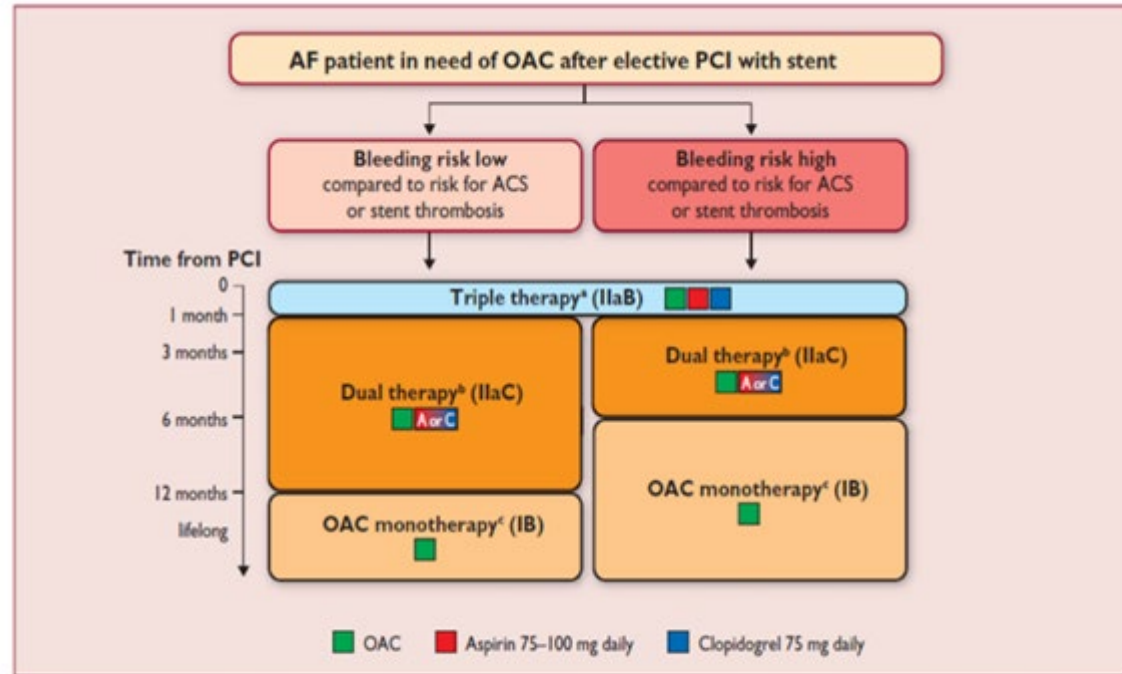 AF patient in need of OAC after elective PCI with stent
Bleeding risk low
compared to risk for ACS
or stent thrombosis
Bleeding risk high
compared to risk for ACS
or stent thrombosis
Time from PCI
0
1 month
3 months
6 months
12 months
lifelong
Triple therapyᵃ (IIaB)
Dual therapyᵇ (IIaC)
A or C
Dual therapyᵇ (IIaC)
A or C
OAC monotherapyᶜ (IB)
OAC monotherapyᶜ (IB)
OAC
Aspirin 75–100 mg daily
Clopidogrel 75 mg daily